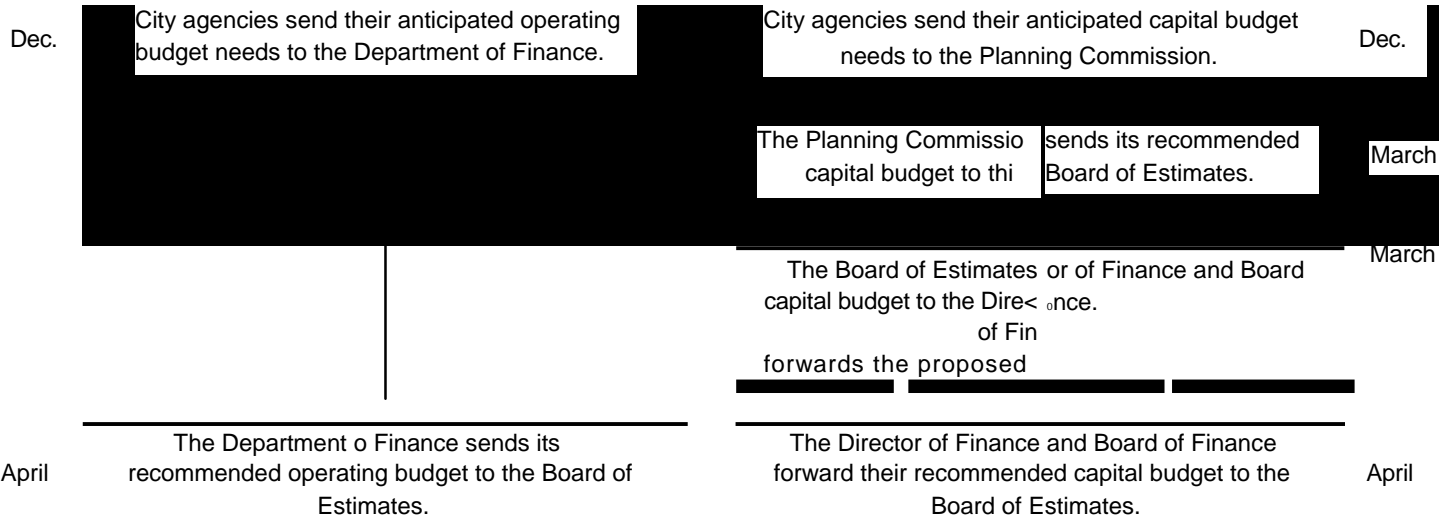 Dec.
City agencies send their anticipated operating
budget needs to the Department of Finance.
City agencies send their anticipated capital budget
needs to the Planning Commission.
Dec.
The Planning Commissio sends its recommended
capital budget to thi Board of Estimates.
March
March
The Board of Estimates or of Finance and Board
capital budget to the Dire< once.
of Fin
forwards the proposed
April
The Department o Finance sends its
recommended operating budget to the Board of
Estimates.
The Director of Finance and Board of Finance
forward their recommended capital budget to the
Board of Estimates.
April